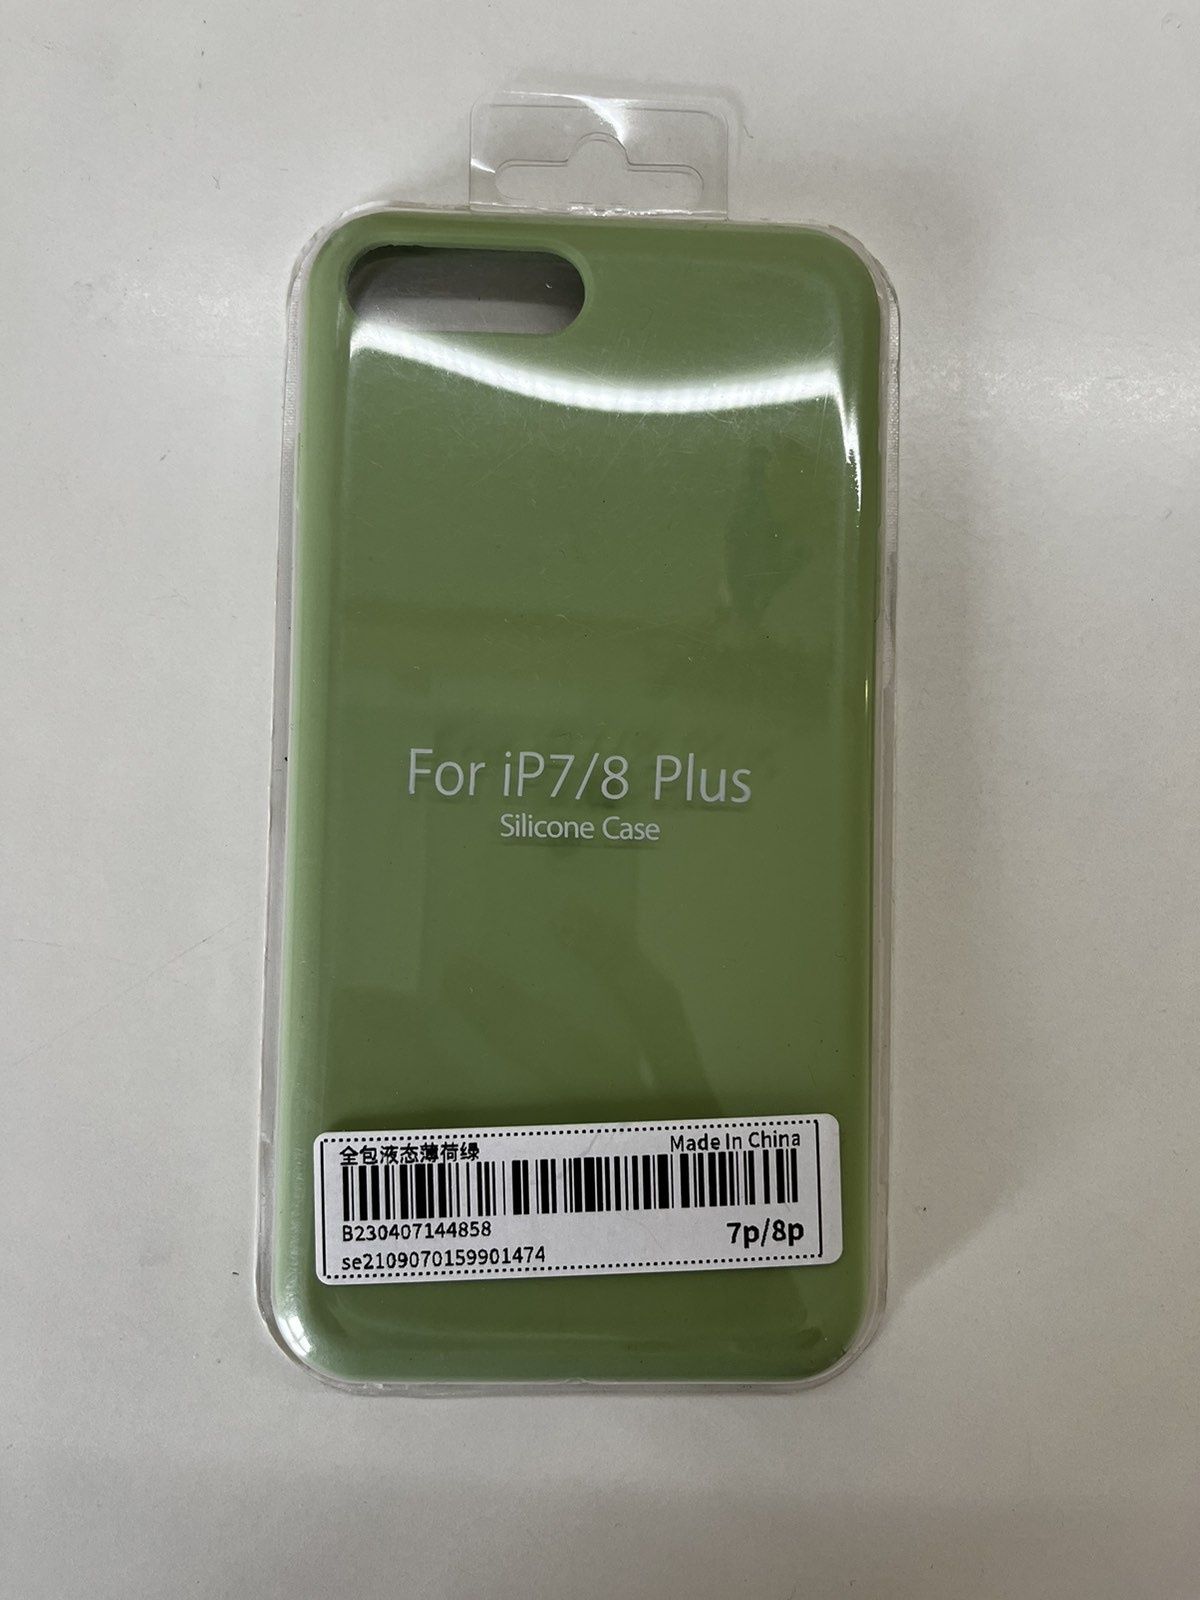 For iP7/8 Plus
Silicone Case
全包液态薄荷绿
Made In China
B230407144858
7p/8p
se2109070159901474